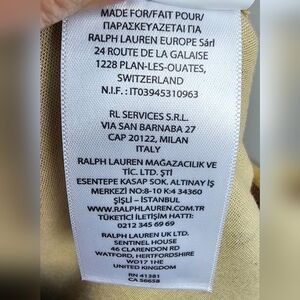 MADE FOR/FAIT POUR/
ΠΑΡΑΣΚΕΥΑΖΕΤΑΙ ΓΙΑ
RALPH LAUREN EUROPE Sàrl
24 ROUTE DE LA GALAISE
1228 PLAN-LES-OUATES,
SWITZERLAND
N.I.F.: IT03945310963
RL SERVICES S.R.L.
VIA SAN BARNABA 27
CAP 20122, MILAN
ITALY
RALPH LAUREN MAĞAZACILIK VE
TİC. LTD. ŞTİ
ESENTEPE KASAP SOK. ALTINAY İŞ
MERKEZİ NO:8-10 K:4 34360
ŞİŞLİ - İSTANBUL
WWW.RALPHLAUREN.COM.TR
TÜKETİCİ İLETİŞİM HATTI:
0212 345 69 69
RALPH LAUREN UK LTD.
SENTINEL HOUSE
46 CLARENDON RD
WATFORD, HERTFORDSHIRE
WD17 1HE
UNITED KINGDOM
RN 41381
CA 56658